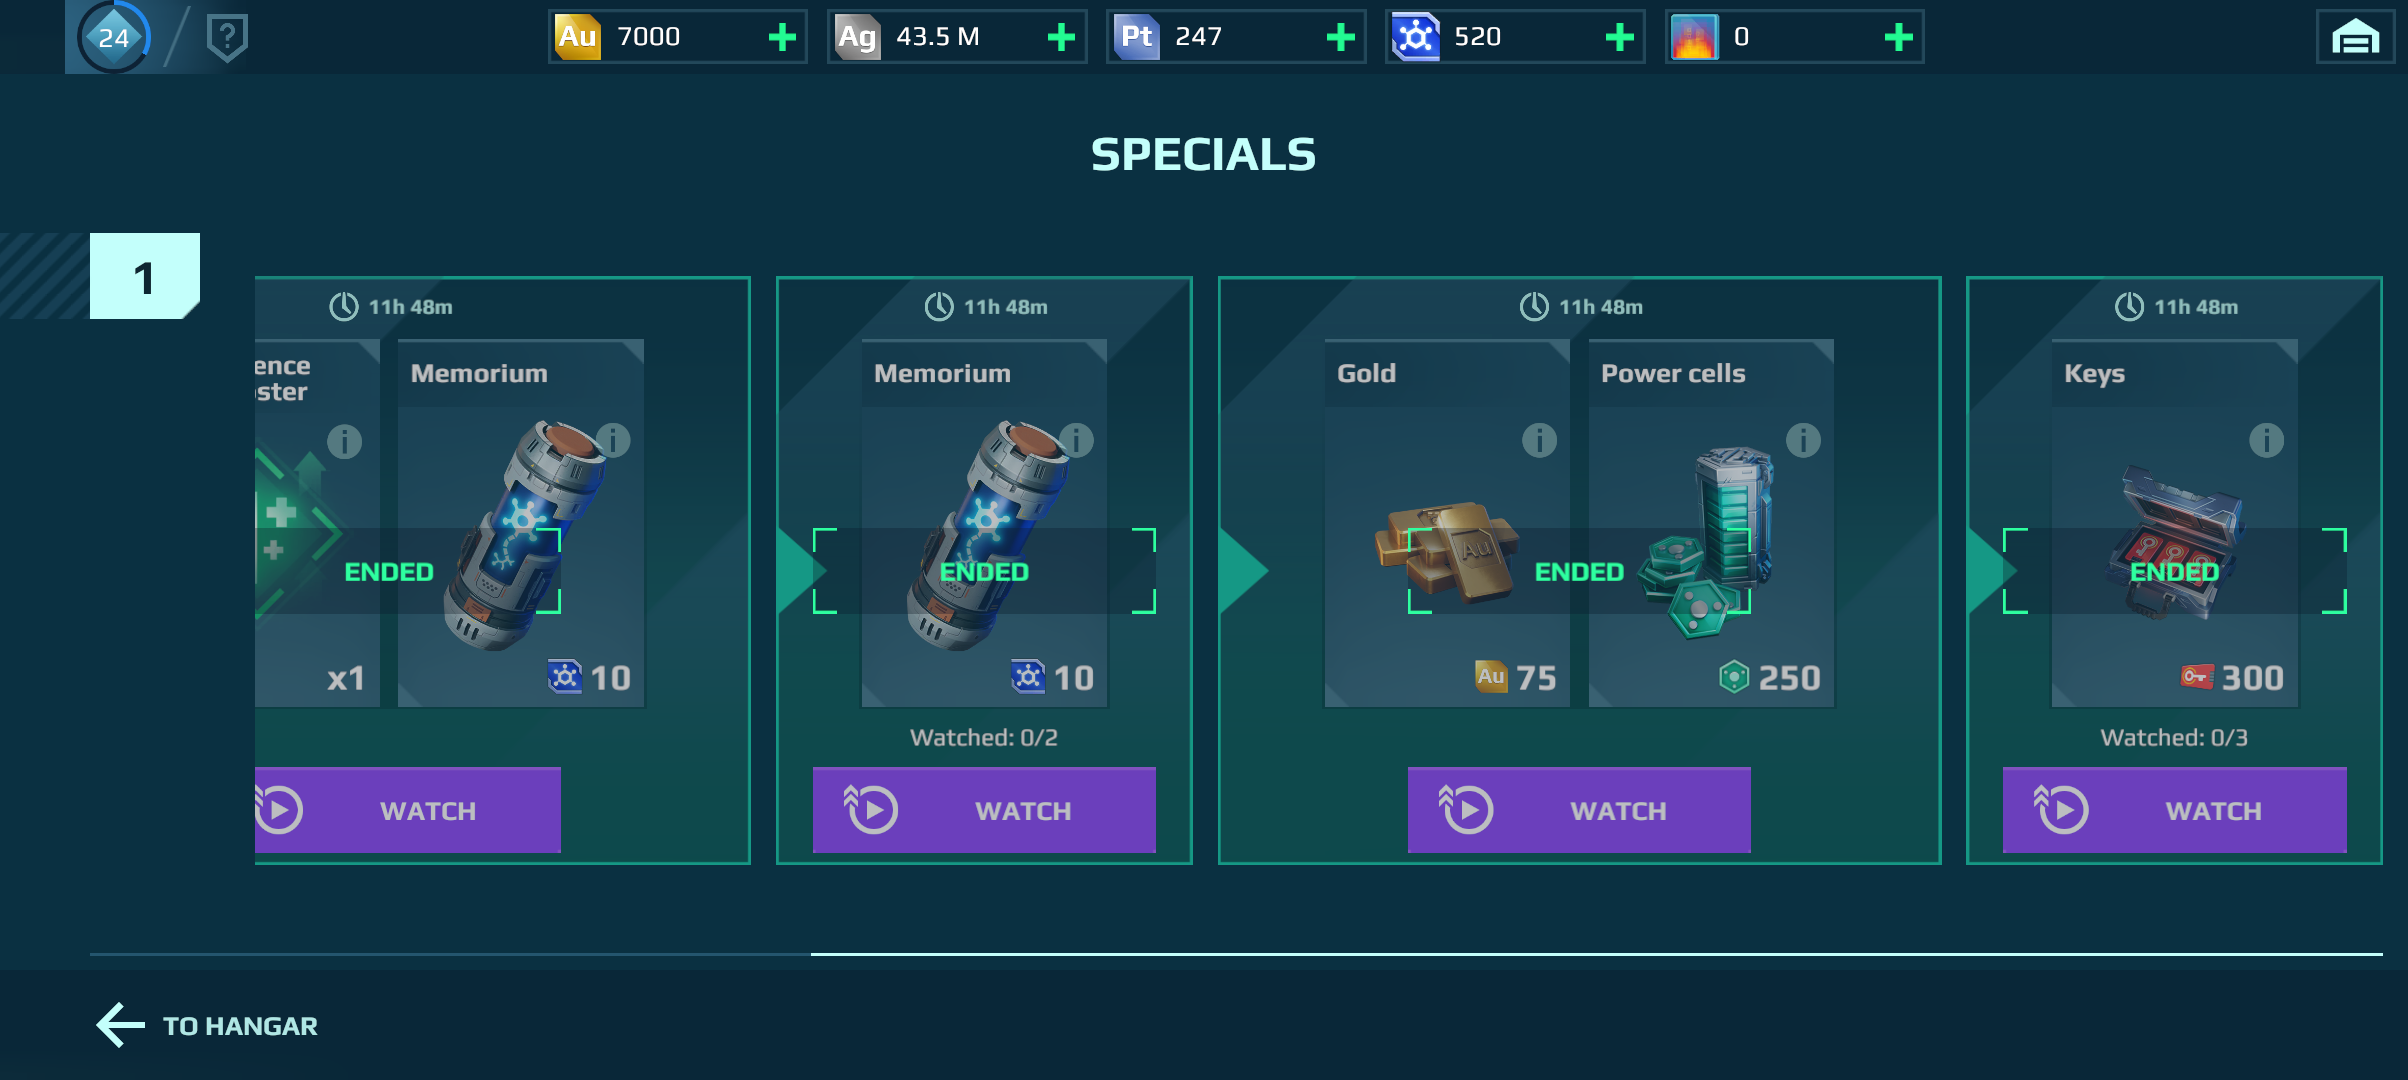 24
?
Au 7000
Ag 43.5 M
Pt 247
520
0
SPECIALS
1
11h 48m
ence
ster
x1
Memorium
10
ENDED
WATCH
11h 48m
Memorium
ENDED
10
Watched: 0/2
WATCH
11h 48m
Gold
Au
Au 75
Power cells
250
ENDED
WATCH
11h 48m
Keys
ENDED
300
Watched: 0/3
WATCH
TO HANGAR